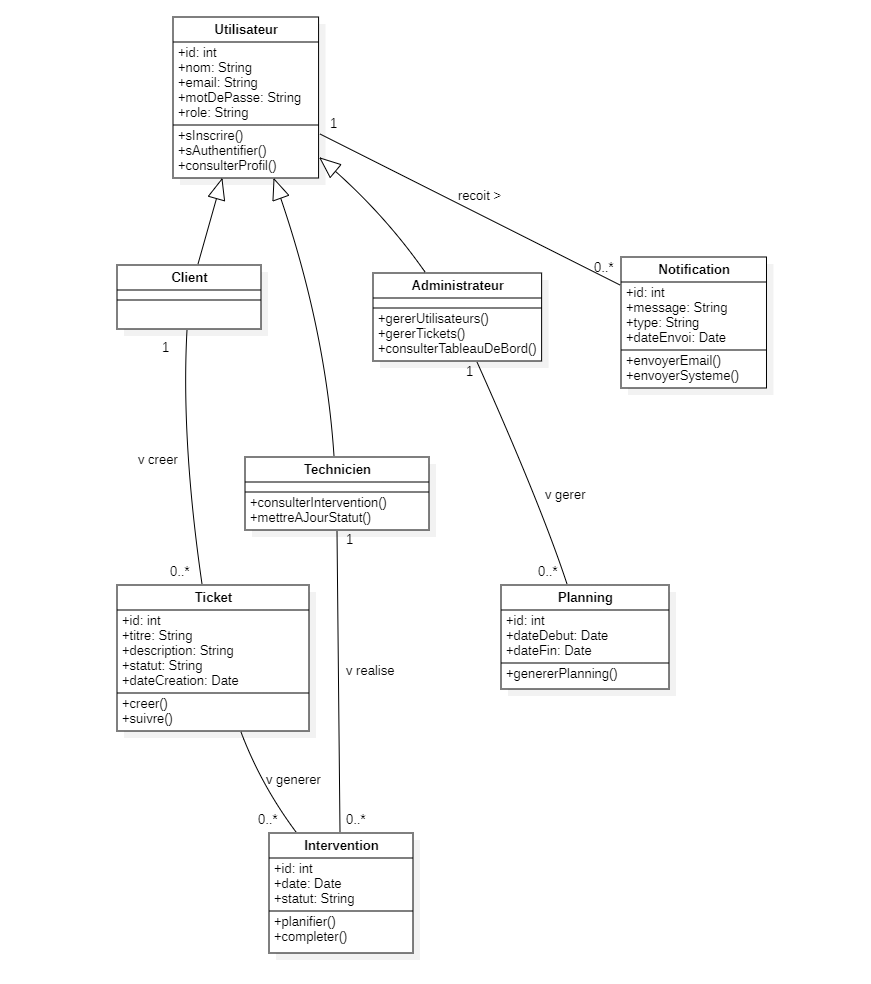 Utilisateur
+id: int
+nom: String
+email: String
+motDePasse: String
+role: String
+sInscrire()
+sAuthentifier()
+consulterProfil()
1
recoit >
0..*
Notification
+id: int
+message: String
+type: String
+dateEnvoi: Date
+envoyerEmail()
+envoyerSysteme()
Client
1
Administrateur
+gererUtilisateurs()
+gererTickets()
+consulterTableauDeBord()
1
v creer
0..*
Technicien
+consulterIntervention()
+mettreAJourStatut()
1
v gerer
0..*
Ticket
+id: int
+titre: String
+description: String
+statut: String
+dateCreation: Date
+creer()
+suivre()
v realise
Planning
+id: int
+dateDebut: Date
+dateFin: Date
+genererPlanning()
v generer
0..*
0..*
Intervention
+id: int
+date: Date
+statut: String
+planifier()
+completer()